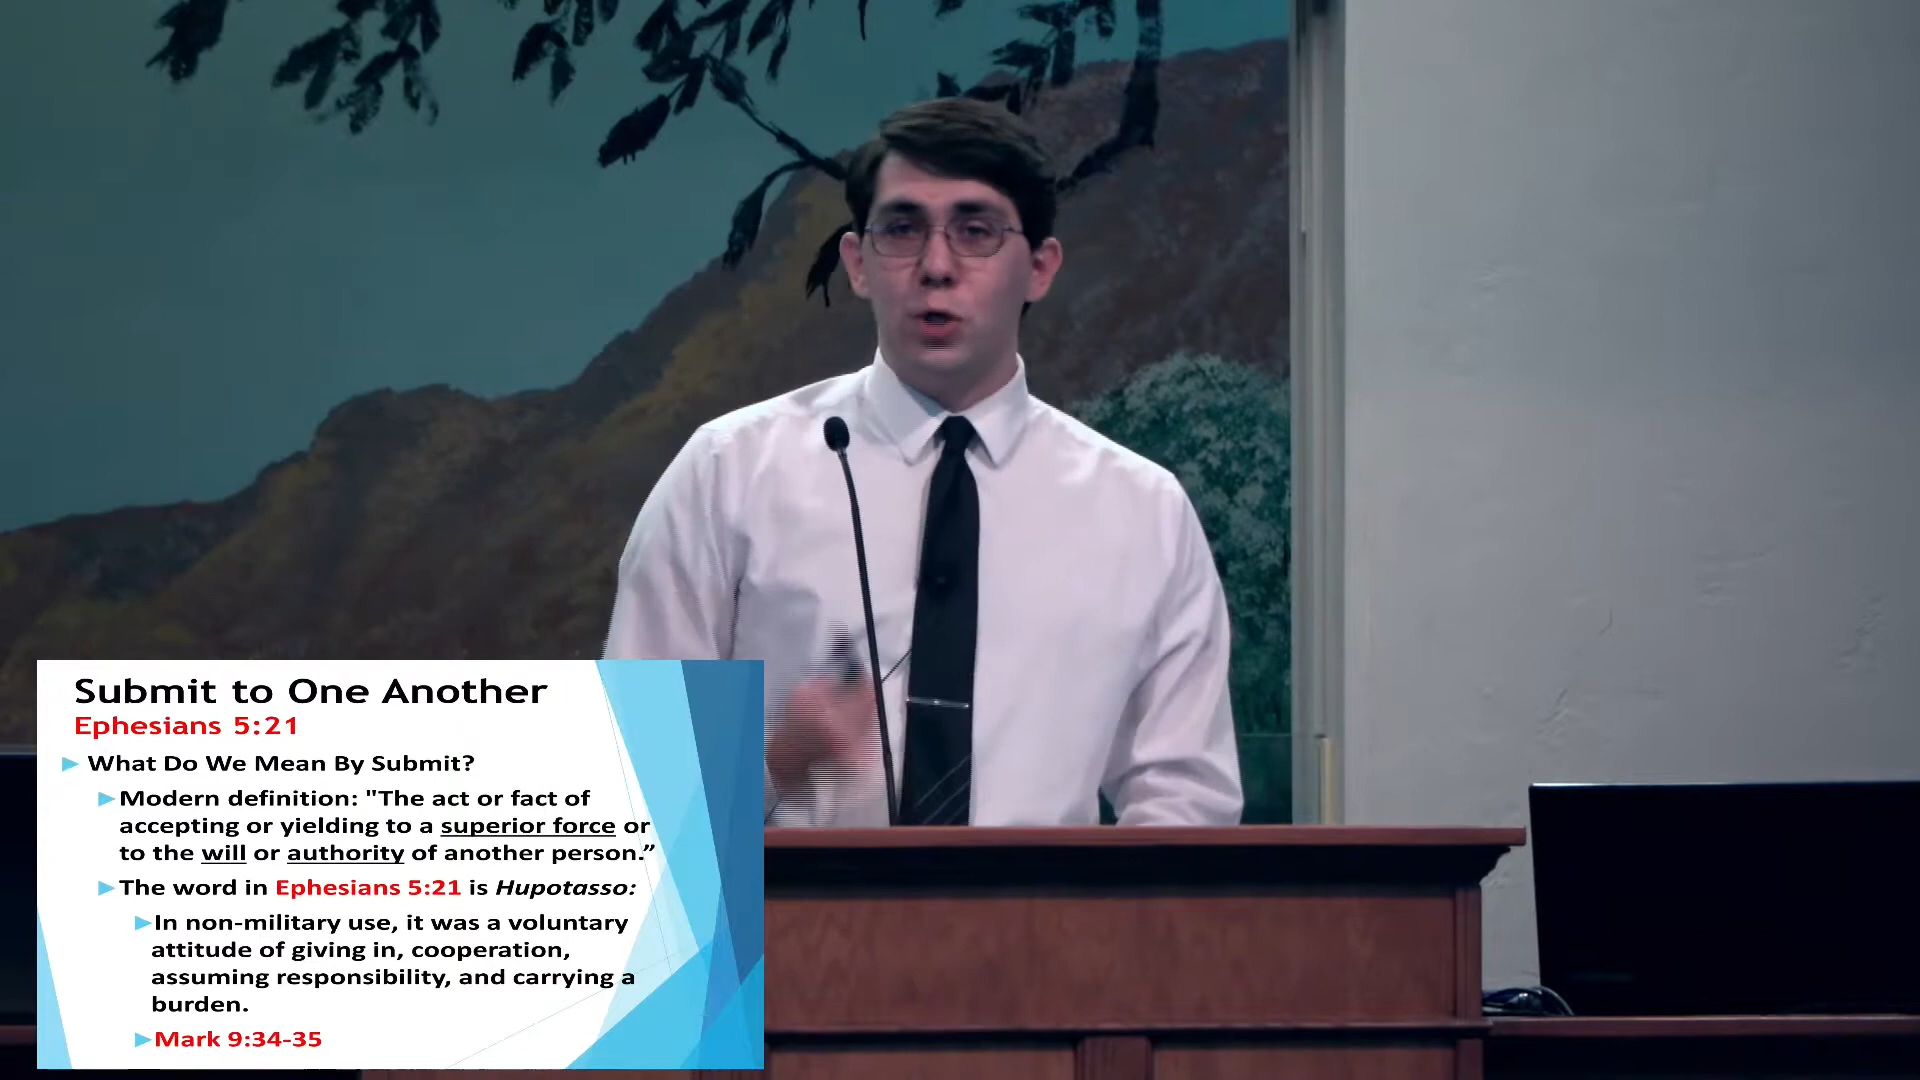 Submit to One Another
Ephesians 5:21
What Do We Mean By Submit?
Modern definition: "The act or fact of
accepting or yielding to a superior force or
to the will or authority of another person.”
The word in Ephesians 5:21 is Hupotasso:
In non-military use, it was a voluntary
attitude of giving in, cooperation,
assuming responsibility, and carrying a
burden.
Mark 9:34-35